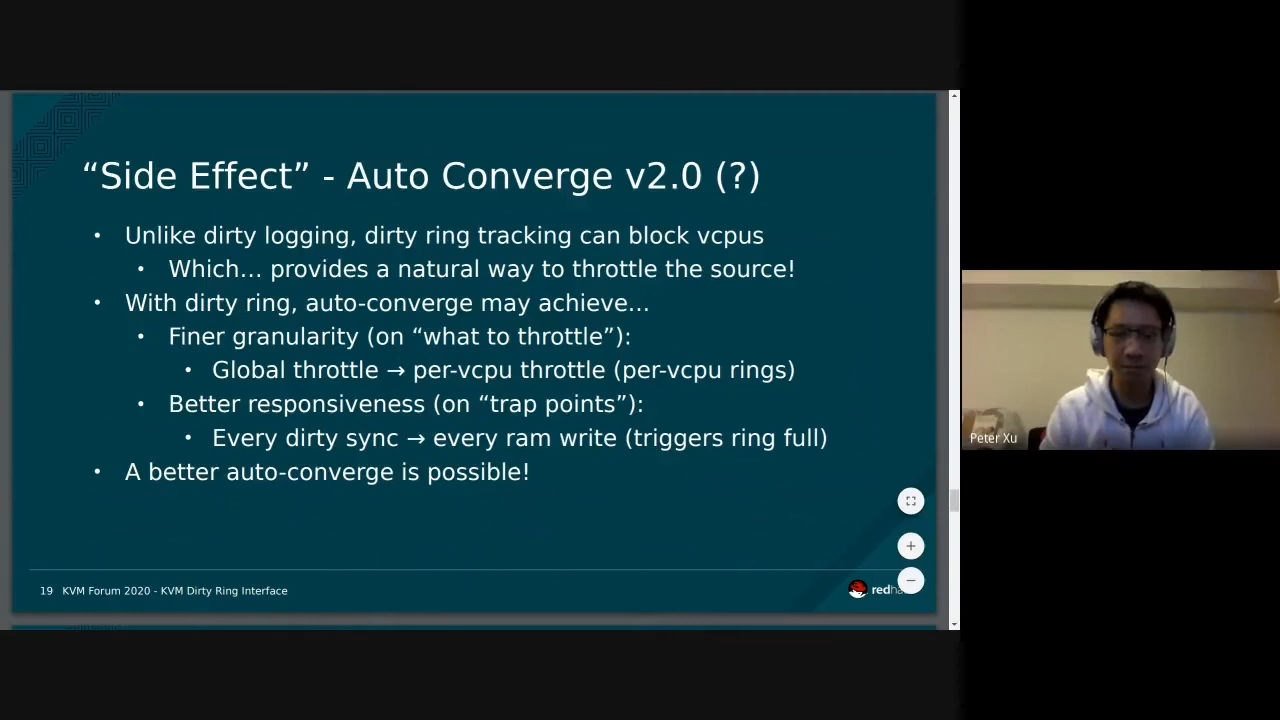 “Side Effect” - Auto Converge v2.0 (?)
• Unlike dirty logging, dirty ring tracking can block vcpus
• Which... provides a natural way to throttle the source!
• With dirty ring, auto-converge may achieve...
• Finer granularity (on “what to throttle”):
• Global throttle → per-vcpu throttle (per-vcpu rings)
• Better responsiveness (on “trap points”):
• Every dirty sync → every ram write (triggers ring full)
• A better auto-converge is possible!
19 KVM Forum 2020 - KVM Dirty Ring Interface
Peter Xu